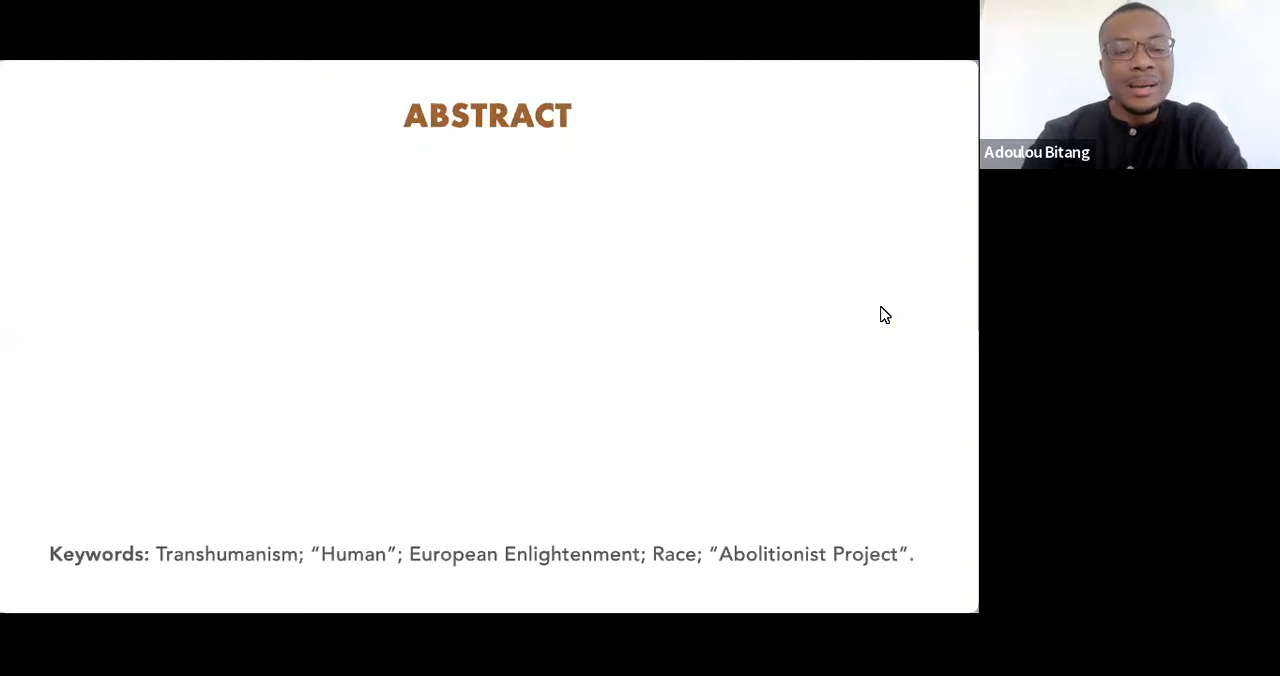 ABSTRACT
Adoulou Bitang
Keywords: Transhumanism; “Human”; European Enlightenment; Race; “Abolitionist Project”.